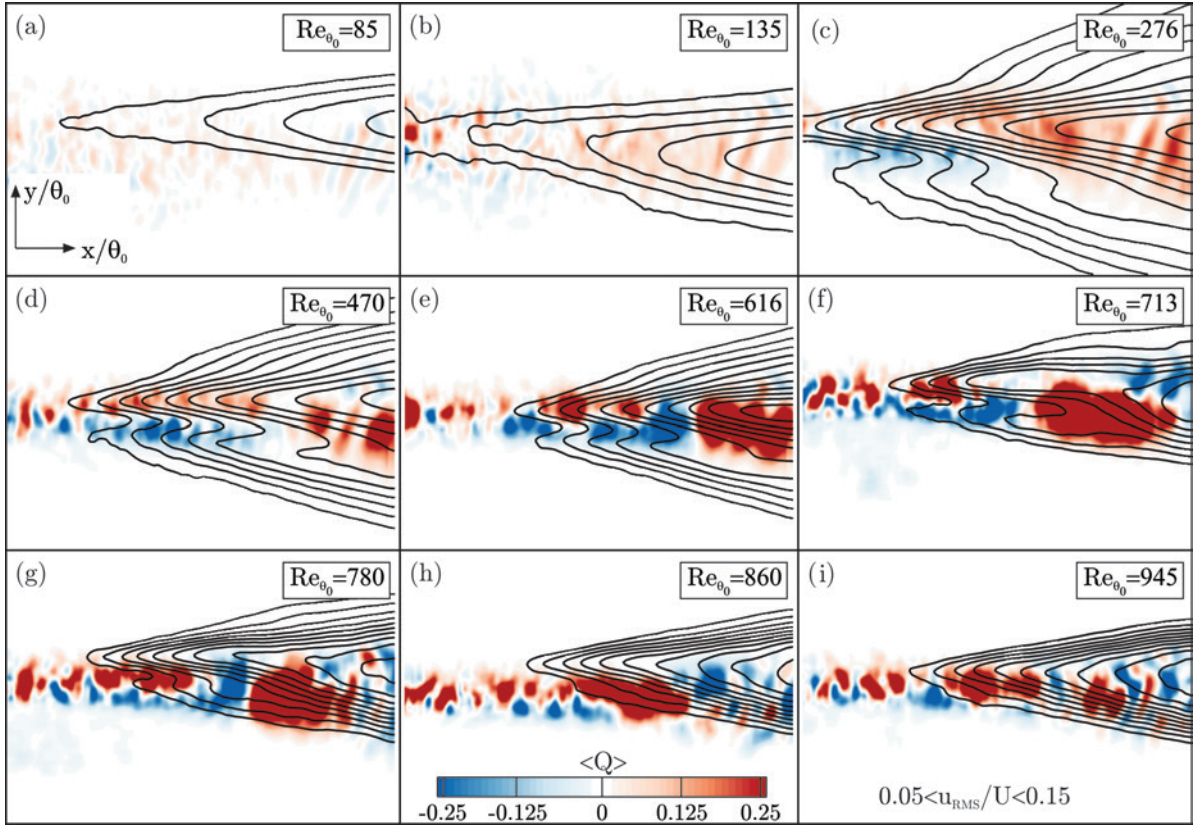 (a) Re_θ₀=85
(b) Re_θ₀=135
(c) Re_θ₀=276
y/θ₀
x/θ₀
(d) Re_θ₀=470
(e) Re_θ₀=616
(f) Re_θ₀=713
(g) Re_θ₀=780
(h) Re_θ₀=860
(i) Re_θ₀=945
<Q>
-0.25 -0.125 0 0.125 0.25
0.05<u_RMS/U<0.15